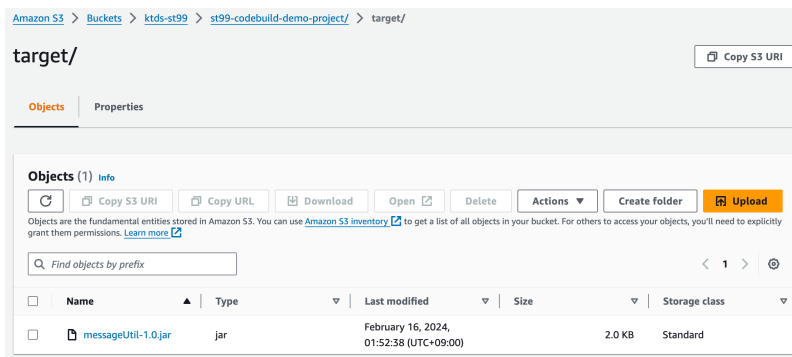 Amazon S3 > Buckets > ktds-st99 > st99-codebuild-demo-project/ > target/
target/
Copy S3 URI
Objects Properties
Objects (1) Info
Copy S3 URI Copy URL Download Open Delete Actions Create folder Upload
Objects are the fundamental entities stored in Amazon S3. You can use Amazon S3 inventory to get a list of all objects in your bucket. For others to access your objects, you'll need to explicitly
grant them permissions. Learn more
Find objects by prefix
< 1 >
Name Type Last modified Size Storage class
messageUtil-1.0.jar jar February 16, 2024, 2.0 KB Standard
01:52:38 (UTC+09:00)